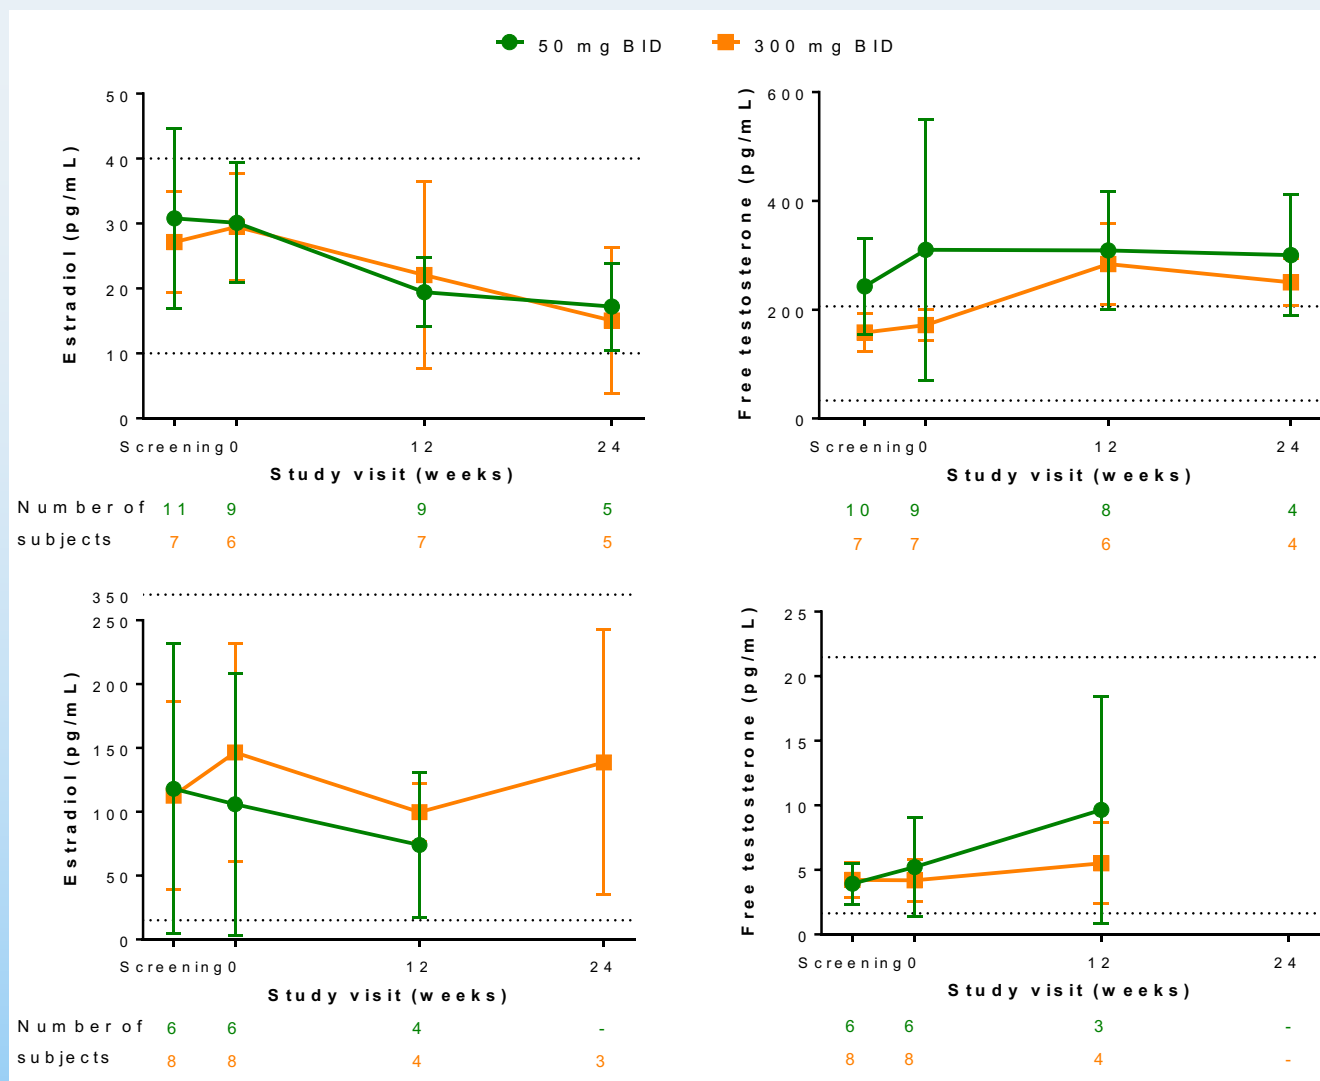 50 mg BID 300 mg BID
Estradiol (pg/mL)
50
40
30
20
10
0
Screening 0 12 24
Study visit (weeks)
Number of 11 9 9 5
subjects 7 6 7 5
Free testosterone (pg/mL)
600
400
200
0
Screening 0 12 24
Study visit (weeks)
10 9 8 4
7 7 6 4
Estradiol (pg/mL)
350
250
200
150
100
50
0
Screening 0 12 24
Study visit (weeks)
Number of 6 6 4 -
subjects 8 8 4 3
Free testosterone (pg/mL)
25
20
15
10
5
0
Screening 0 12 24
Study visit (weeks)
6 6 3 -
8 8 4 -